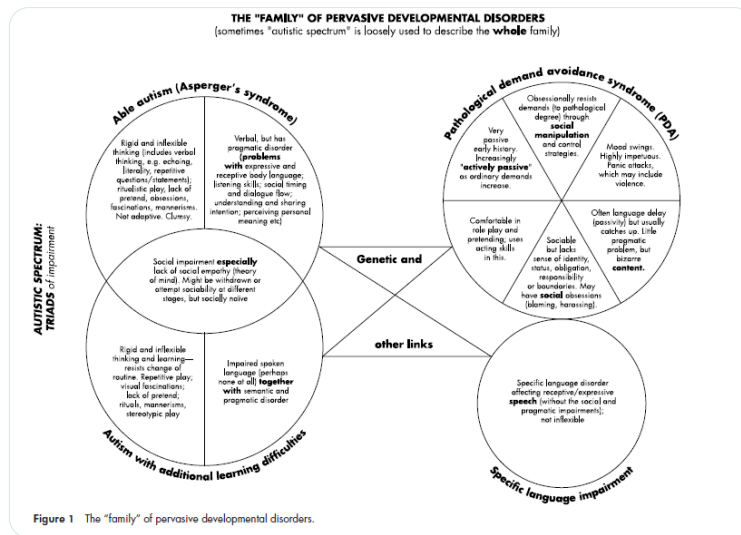 THE "FAMILY" OF PERVASIVE DEVELOPMENTAL DISORDERS
(sometimes "autistic spectrum" is loosely used to describe the whole family)
Able autism (Asperger's syndrome)
Rigid and inflexible
thinking (includes verbal
thinking, e.g. echoing,
literality, repetitive
questions/statements);
ritualistic play, lack of
pretend, obsessions,
fascinations, mannerisms.
Not adaptive. Clumsy.
Verbal, but has
pragmatic disorder
(problems
with expressive and
receptive body language;
listening skills; social timing
and dialogue flow;
understanding and sharing
intention; perceiving personal
meaning etc)
Social impairment especially
lack of social empathy (theory
of mind). Might be withdrawn or
attempt sociability at different
stages, but socially naïve
Rigid and inflexible
thinking and learning—
resists change of
routine. Repetitive play;
visual fascinations;
lack of pretend;
rituals, mannerisms,
stereotypic play
Impaired spoken
language (perhaps
none at all) together
with semantic and
pragmatic disorder
Autism with additional learning difficulties
AUTISTIC SPECTRUM:
TRIADS of impairment
Genetic and
other links
Pathological demand avoidance syndrome (PDA)
Obsessionally resists
demands (to pathological
degree) through
social
manipulation
and control
strategies.
Very
passive
early history.
Increasingly
"actively passive"
as ordinary demands
increase.
Mood swings.
Highly impetuous.
Panic attacks,
which may include
violence.
Comfortable in
role play and
pretending; uses
acting skills
in this.
Sociable
but lacks
sense of identity,
status, obligation,
responsibility
or boundaries. May
have social obsessions
(blaming, harassing).
Often language delay
(passivity) but usually
catches up. Little
pragmatic
problem, but
bizarre
content.
Specific language disorder
affecting receptive/expressive
speech (without the social and
pragmatic impairments);
not inflexible
Specific language impairment
Figure 1 The "family" of pervasive developmental disorders.